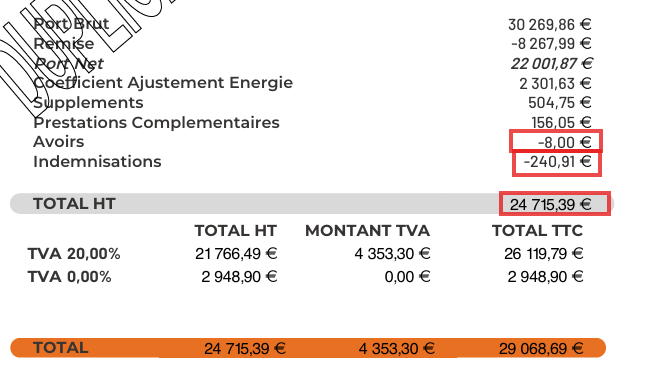 DUPLI
Port Brut 30 269,86 €
Remise -8 267,99 €
Port Net 22 001,87 €
Coefficient Ajustement Energie 2 301,63 €
Supplements 504,75 €
Prestations Complementaires 156,05 €
Avoirs -8,00 €
Indemnisations -240,91 €
TOTAL HT 24 715,39 €
TOTAL HT MONTANT TVA TOTAL TTC
TVA 20,00% 21 766,49 € 4 353,30 € 26 119,79 €
TVA 0,00% 2 948,90 € 0,00 € 2 948,90 €
TOTAL 24 715,39 € 4 353,30 € 29 068,69 €